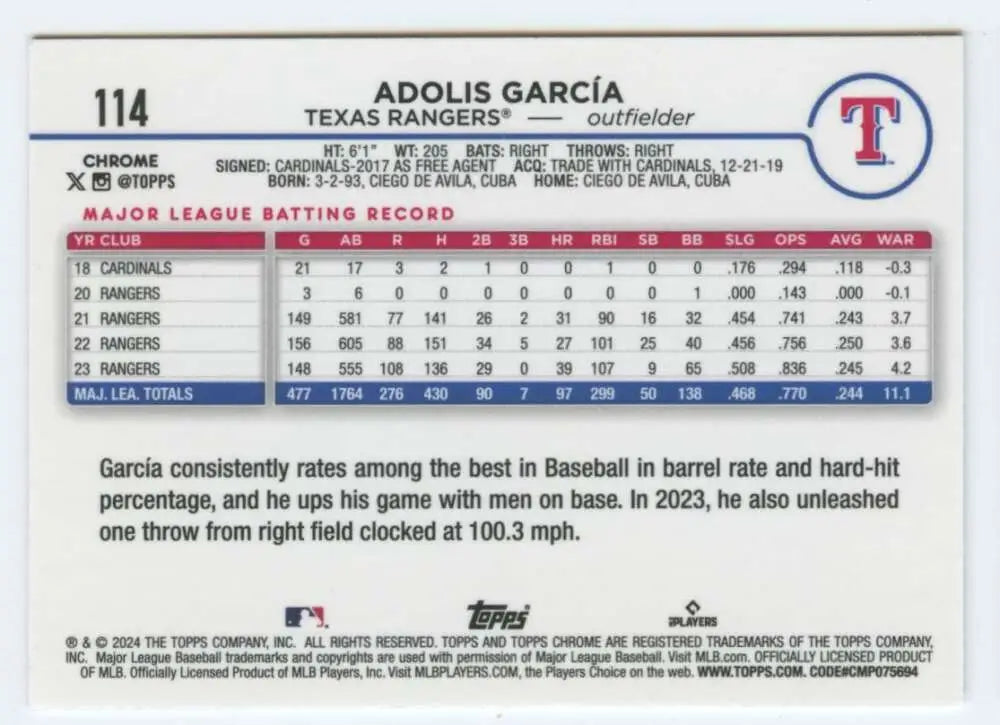 114
ADOLIS GARCÍA
TEXAS RANGERS® — outfielder
T
HT: 6'1" WT: 205 BATS: RIGHT THROWS: RIGHT
SIGNED: CARDINALS-2017 AS FREE AGENT ACQ: TRADE WITH CARDINALS, 12-21-19
BORN: 3-2-93, CIEGO DE AVILA, CUBA HOME: CIEGO DE AVILA, CUBA
CHROME
X @TOPPS
MAJOR LEAGUE BATTING RECORD
YR CLUB G AB R H 2B 3B HR RBI SB BB SLG OPS AVG WAR
18 CARDINALS 21 17 3 2 1 0 0 1 0 0 .176 .294 .118 -0.3
20 RANGERS 3 6 0 0 0 0 0 0 0 1 .000 .143 .000 -0.1
21 RANGERS 149 581 77 141 26 2 31 90 16 32 .454 .741 .243 3.7
22 RANGERS 156 605 88 151 34 5 27 101 25 40 .456 .756 .250 3.6
23 RANGERS 148 555 108 136 29 0 39 107 9 65 .508 .836 .245 4.2
MAJ. LEA. TOTALS 477 1764 276 430 90 7 97 299 50 138 .468 .770 .244 11.1
García consistently rates among the best in Baseball in barrel rate and hard-hit
percentage, and he ups his game with men on base. In 2023, he also unleashed
one throw from right field clocked at 100.3 mph.
Topps
PLAYERS
® & © 2024 THE TOPPS COMPANY, INC. ALL RIGHTS RESERVED. TOPPS AND TOPPS CHROME ARE REGISTERED TRADEMARKS OF THE TOPPS COMPANY,
INC. Major League Baseball trademarks and copyrights are used with permission of Major League Baseball. Visit MLB.com. OFFICIALLY LICENSED PRODUCT
OF MLB. Officially Licensed Product of MLB Players, Inc. Visit MLBPLAYERS.COM, the Players Choice on the web. WWW.TOPPS.COM. CODE#CMP075694